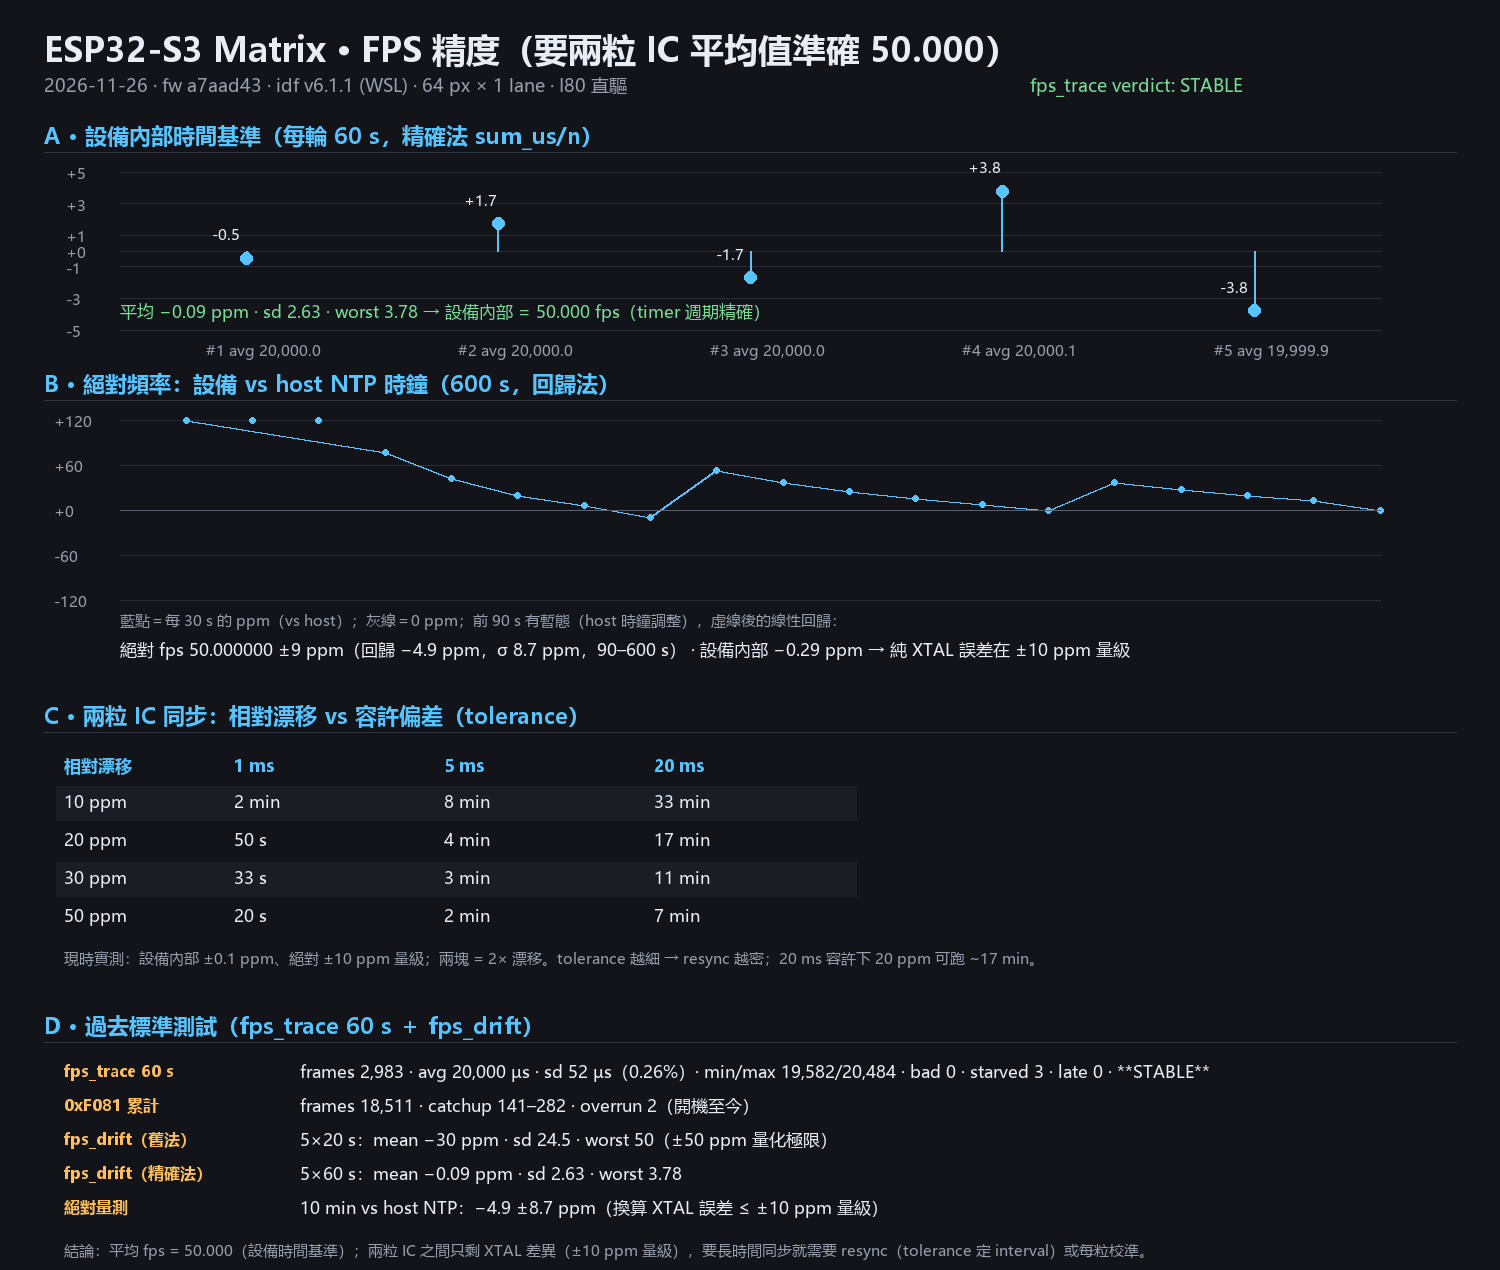 ESP32-S3 Matrix • FPS 精度（要兩粒 IC 平均值準確 50.000）
2026-11-26 · fw a7aad43 · idf v6.1.1 (WSL) · 64 px × 1 lane · I80 直驅
fps_trace verdict: STABLE
A • 設備內部時間基準（每輪 60 s，精確法 sum_us/n）
+5
+3
+1
+0
-1
-3
-5
-0.5
+1.7
-1.7
+3.8
-3.8
平均 −0.09 ppm · sd 2.63 · worst 3.78 → 設備內部 = 50.000 fps（timer 週期精確）
#1 avg 20,000.0
#2 avg 20,000.0
#3 avg 20,000.0
#4 avg 20,000.1
#5 avg 19,999.9
B • 絕對頻率：設備 vs host NTP 時鐘（600 s，回歸法）
+120
+60
+0
-60
-120
藍點＝每 30 s 的 ppm（vs host）；灰線＝0 ppm；前 90 s 有暫態（host 時鐘調整），虛線後的線性回歸：
絕對 fps 50.000000 ±9 ppm（回歸 −4.9 ppm，σ 8.7 ppm，90–600 s） · 設備內部 −0.29 ppm → 純 XTAL 誤差在 ±10 ppm 量級
C • 兩粒 IC 同步：相對漂移 vs 容許偏差（tolerance）
相對漂移 1 ms 5 ms 20 ms
10 ppm 2 min 8 min 33 min
20 ppm 50 s 4 min 17 min
30 ppm 33 s 3 min 11 min
50 ppm 20 s 2 min 7 min
現時實測：設備內部 ±0.1 ppm、絕對 ±10 ppm 量級；兩塊 = 2× 漂移。tolerance 越細 → resync 越密；20 ms 容許下 20 ppm 可跑 ~17 min。
D • 過去標準測試（fps_trace 60 s ＋ fps_drift）
fps_trace 60 s frames 2,983 · avg 20,000 µs · sd 52 µs（0.26%）· min/max 19,582/20,484 · bad 0 · starved 3 · late 0 · **STABLE**
0xF081 累計 frames 18,511 · catchup 141–282 · overrun 2（開機至今）
fps_drift（舊法） 5×20 s：mean −30 ppm · sd 24.5 · worst 50（±50 ppm 量化極限）
fps_drift（精確法） 5×60 s：mean −0.09 ppm · sd 2.63 · worst 3.78
絕對量測 10 min vs host NTP：−4.9 ±8.7 ppm（換算 XTAL 誤差 ≤ ±10 ppm 量級）
結論：平均 fps = 50.000（設備時間基準）；兩粒 IC 之間只剩 XTAL 差異（±10 ppm 量級），要長時間同步就需要 resync（tolerance 定 interval）或每粒校準。